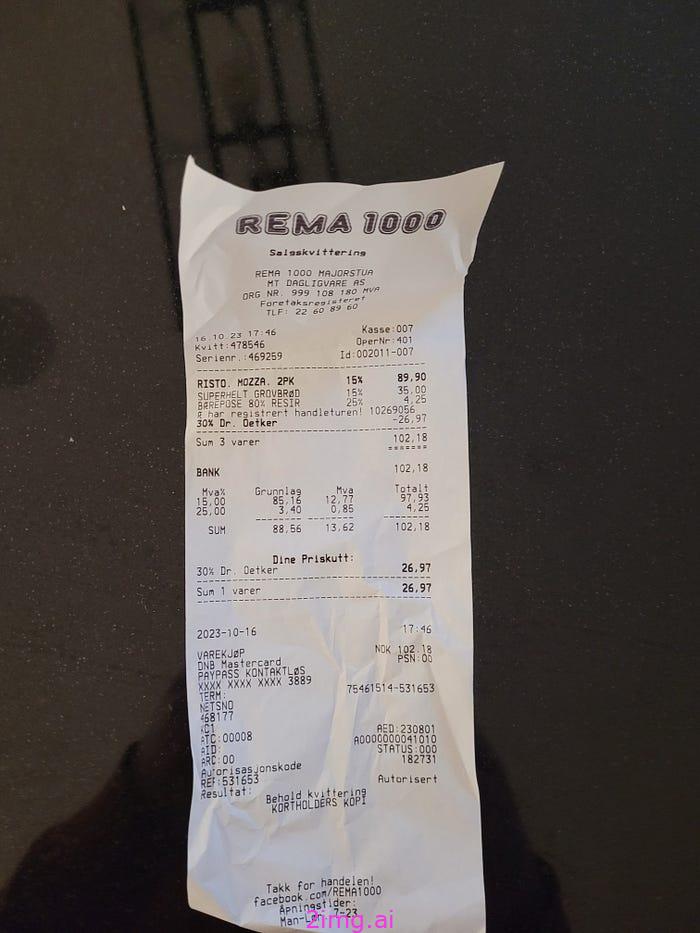 REMA 1000
Salgskvittering
REMA 1000 MAJORSTUA
MT DAGLIGVARE AS
ORG NR. 999 108 180 MVA
Foretaksregisteret
TLF: 22 60 89 60
16.10.23 17:46 Kasse:007
Kvitt:478546 OperNr:401
Serienr.:469259 Id:002011-007
RISTO. MOZZA. 2PK 15% 89,90
SUPERHELT GROVBRØD 15% 35,00
BÆREPOSE 80% RESIR 25% 4,25
har registrert handleturen! 10269056
30% Dr. Oetker -26,97
Sum 3 varer 102,18
=======
BANK 102,18
Mva% Grunnlag Mva Totalt
15,00 85,16 12,77 97,93
25,00 3,40 0,85 4,25
SUM 88,56 13,62 102,18
Dine Priskutt:
30% Dr. Oetker 26,97
Sum 1 varer 26,97
2023-10-16 17:46
VAREKJØP NOK 102.18
DNB Mastercard PSN:00
PAYPASS KONTAKTLØS
XXXX XXXX XXXX 3889
TERM: 75461514-531653
NETSNO
468177
KC1
ATC:00008 AED:230801
AID: A0000000041010
ARC:00 STATUS:000
Autorisasjonskode 182731
REF:531653
Resultat: Autorisert
Behold kvittering
KORTHOLDERS KOPI
Takk for handelen!
facebook.com/REMA1000
Åpningstider:
Man-Lør 7-23
2img.ai